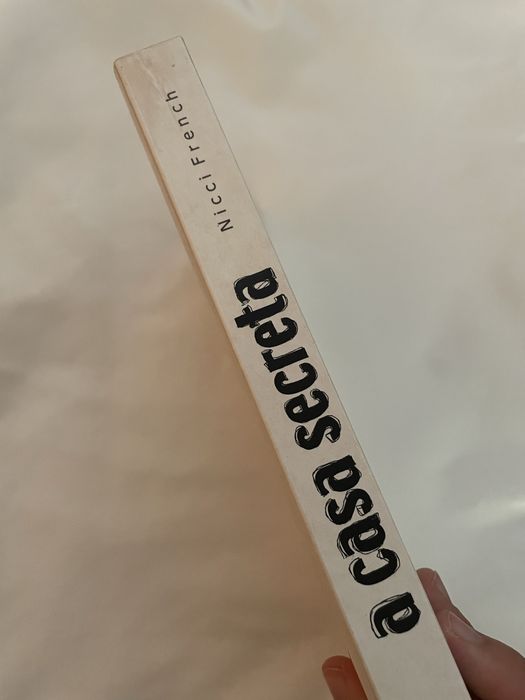 a casa secreta
Nicci French